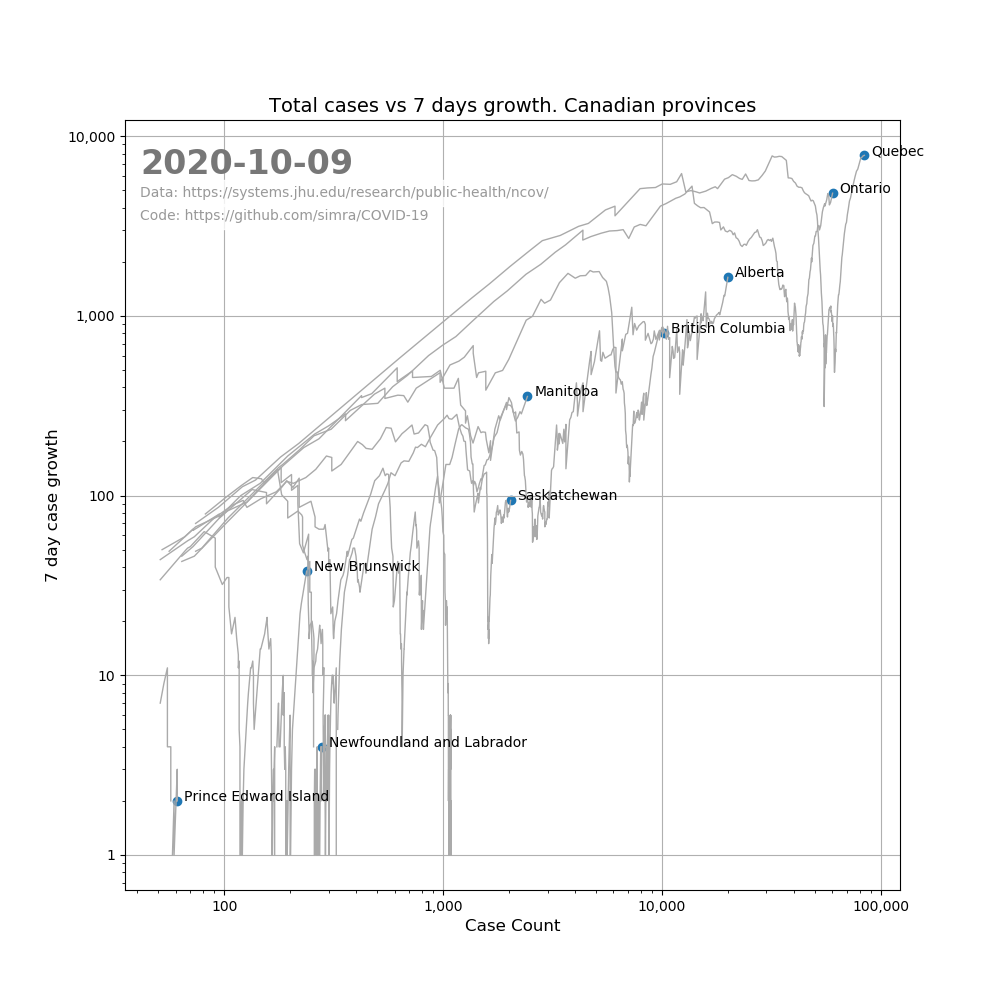 Total cases vs 7 days growth. Canadian provinces
10,000
2020-10-09
Quebec
Data: https://systems.jhu.edu/research/public-health/ncov/
Ontario
Code: https://github.com/simra/COVID-19
Alberta
1,000
British Columbia
Manitoba
100
Saskatchewan
7 day case growth
New Brunswick
10
Newfoundland and Labrador
Prince Edward Island
1
100
1,000
10,000
100,000
Case Count